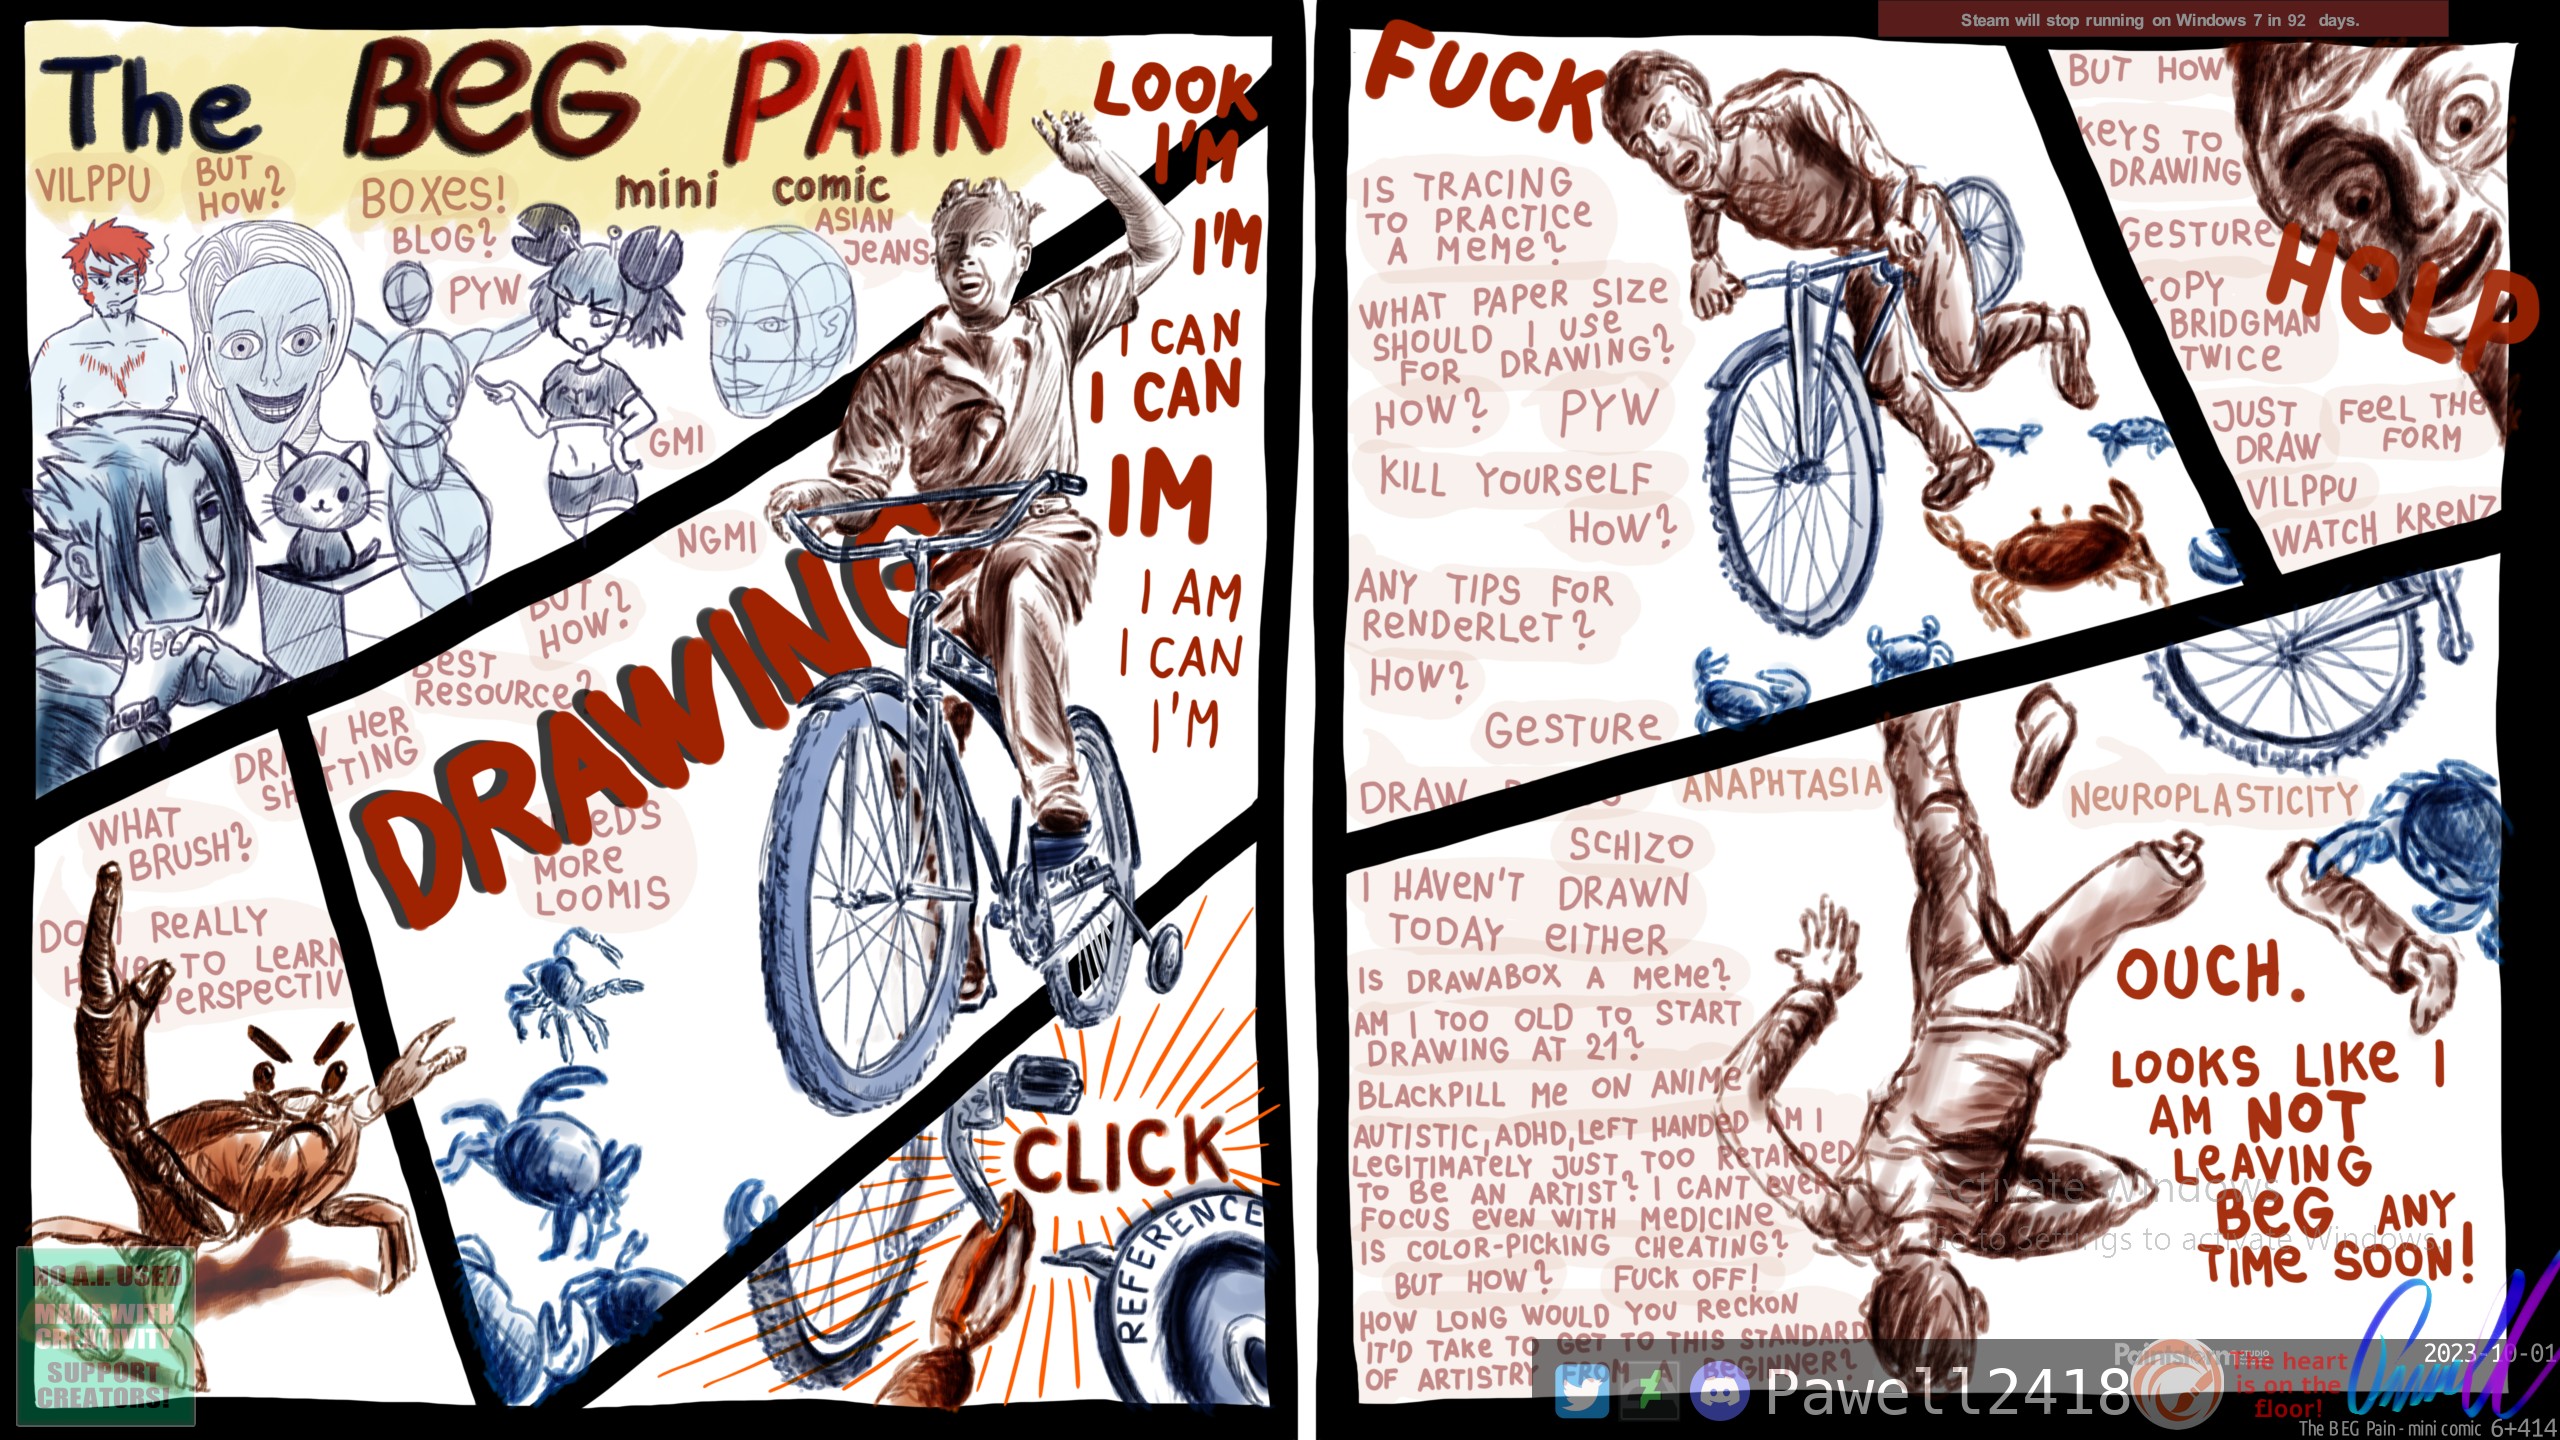 Steam will stop running on Windows 7 in 92 days.
The BeG PAIN
mini comic
VILPPU
BUT
HOW?
BOXeS!
BLOG?
PYW
ASIAN
JeANS
PYW
GMI
LOOK
I'M
I'M
I CAN
I CAN
IM
I AM
I CAN
I'M
NGMI
BUT
HOW?
BeST
ReSOURCe?
DRAWING
DRAW HeR
WHAT
BRUSH?
DO I ReALLY
TO LeARN
MORe
LOOMIS
CLICK
ReFeReNCe
NO A.I. USED
MADE WITH
CREATIVITY
SUPPORT
CREATORS!
FUCK
IS TRACING
TO PRACTICe
A MeMe?
WHAT PAPeR SIZe
SHOULD I USe
FOR DRAWING?
HOW?
PYW
KILL YOURSeLF
HOW?
ANY TIPS FOR
ReNDeRLeT?
HOW?
GeSTURe
DRAW
BUT HOW
KeYS TO
DRAWING
GeSTURe
HeLP
COPY
BRIDGMAN
TWICe
JUST
DRAW
FeeL THe
FORM
VILPPU
WATCH KReNZ
ANAPHTASIA
NeUROPLASTICITY
SCHIZO
I HAVeN'T DRAWN
TODAY eITHeR
IS DRAWABOX A MeMe?
AM I TOO OLD TO START
DRAWING AT 21?
BLACKPILL Me ON ANIMe
AUTISTIC, ADHD, LeFT HANDeD AM I
LeGITIMATeLY JUST TOO ReTARDeD
TO Be AN ARTIST? I CANT eVeN
FOCUS eVeN WITH MeDICINe
IS COLOR-PICKING CHeATING?
BUT HOW? FUCK OFF!
HOW LONG WOULD YOU ReCKON
IT'D TAKe TO GeT TO THIS STANDARD
OF ARTISTRY FROM A BeGINNeR?
OUCH.
LOOKS LIKe I
AM NOT
LeAVING
BeG ANY
TIMe SOON!
Activate Windows
Go to Settings to activate Windows.
Pawell2418
The heart
is on the
floor!
2023-10-01
The BEG Pain - mini comic 6+414